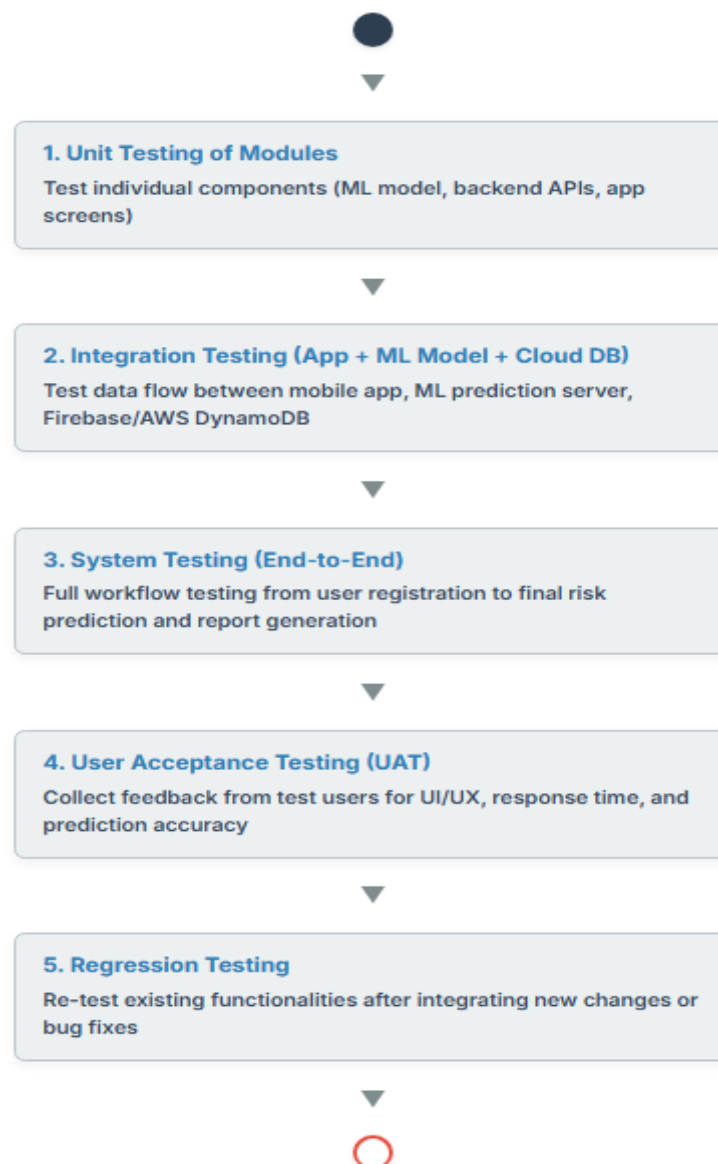 1. Unit Testing of Modules
Test individual components (ML model, backend APIs, app
screens)
2. Integration Testing (App + ML Model + Cloud DB)
Test data flow between mobile app, ML prediction server,
Firebase/AWS DynamoDB
3. System Testing (End-to-End)
Full workflow testing from user registration to final risk
prediction and report generation
4. User Acceptance Testing (UAT)
Collect feedback from test users for UI/UX, response time, and
prediction accuracy
5. Regression Testing
Re-test existing functionalities after integrating new changes or
bug fixes